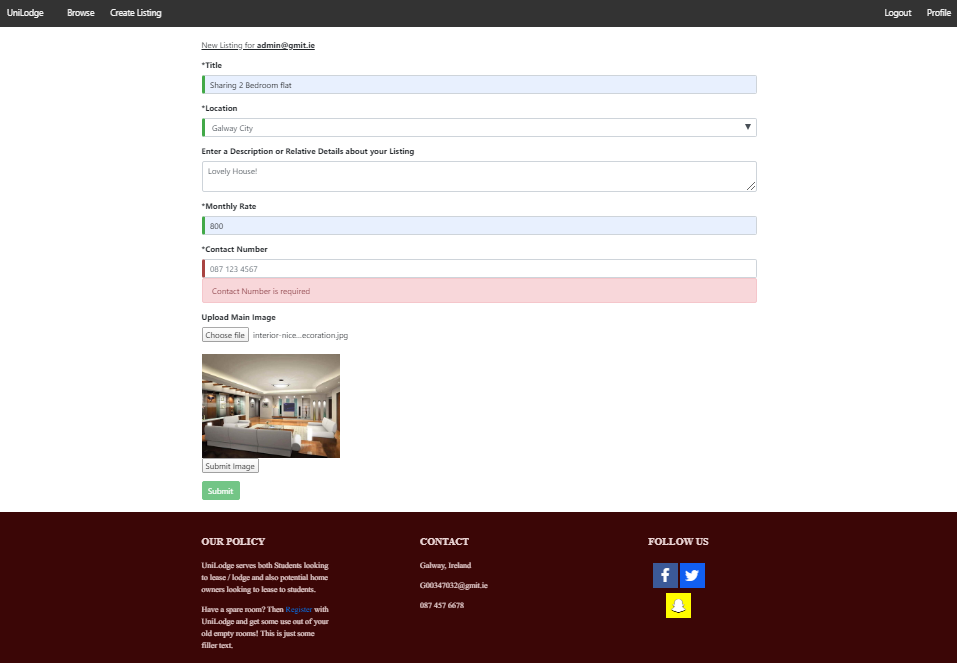 UniLodge Browse Create Listing Logout Profile
New Listing for admin@gmit.ie
*Title
Sharing 2 Bedroom flat
*Location
Galway City
Enter a Description or Relative Details about your Listing
Lovely House!
*Monthly Rate
800
*Contact Number
087 123 4567
Contact Number is required
Upload Main Image
Choose file interior-nice...ecoration.jpg
Submit Image
Submit
OUR POLICY
UniLodge serves both Students looking
to lease / lodge and also potential home
owners looking to lease to students.
Have a spare room? Then Register with
UniLodge and get some use out of your
old empty rooms! This is just some
filler text.
CONTACT
Galway, Ireland
G00347032@gmit.ie
087 457 6678
FOLLOW US